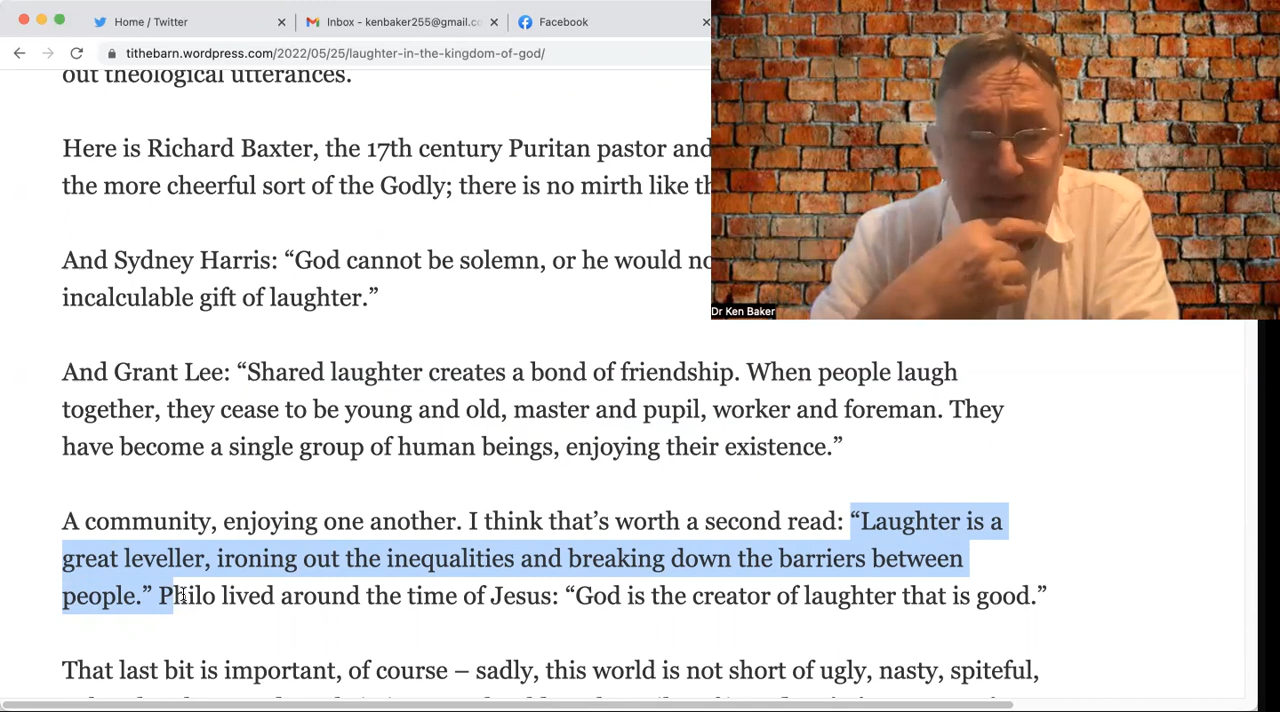 Home / Twitter
Inbox - kenbaker255@gmail.c
Facebook
tithebarn.wordpress.com/2022/05/25/laughter-in-the-kingdom-of-god/
out theological utterances.
Here is Richard Baxter, the 17th century Puritan pastor and
the more cheerful sort of the Godly; there is no mirth like th
And Sydney Harris: “God cannot be solemn, or he would no
incalculable gift of laughter.”
Dr Ken Baker
And Grant Lee: “Shared laughter creates a bond of friendship. When people laugh
together, they cease to be young and old, master and pupil, worker and foreman. They
have become a single group of human beings, enjoying their existence.”
A community, enjoying one another. I think that’s worth a second read: “Laughter is a
great leveller, ironing out the inequalities and breaking down the barriers between
people.” Philo lived around the time of Jesus: “God is the creator of laughter that is good.”
That last bit is important, of course – sadly, this world is not short of ugly, nasty, spiteful,